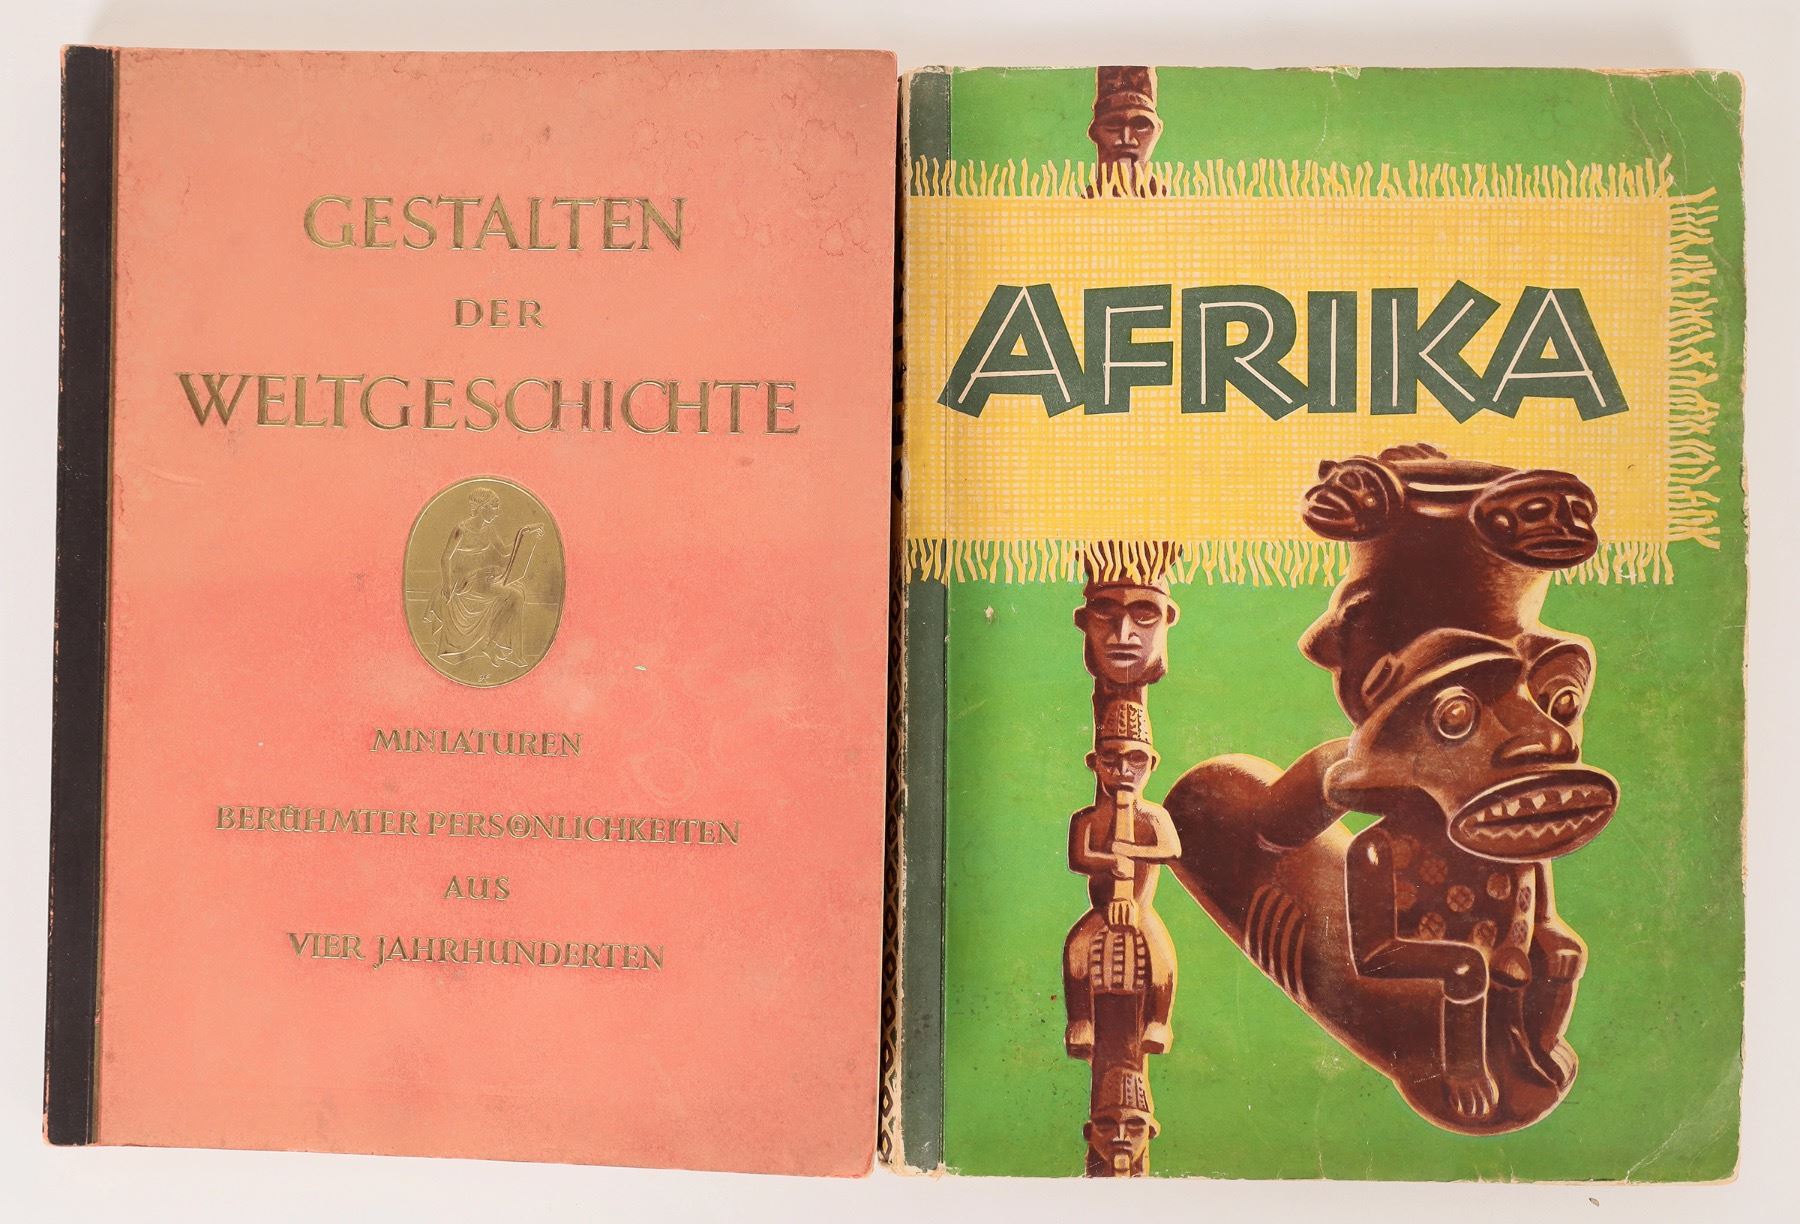 GESTALTEN
DER
WELTGESCHICHTE
MINIATUREN
BERÜHMTER PERSÖNLICHKEITEN
AUS
VIER JAHRHUNDERTEN
AFRIKA